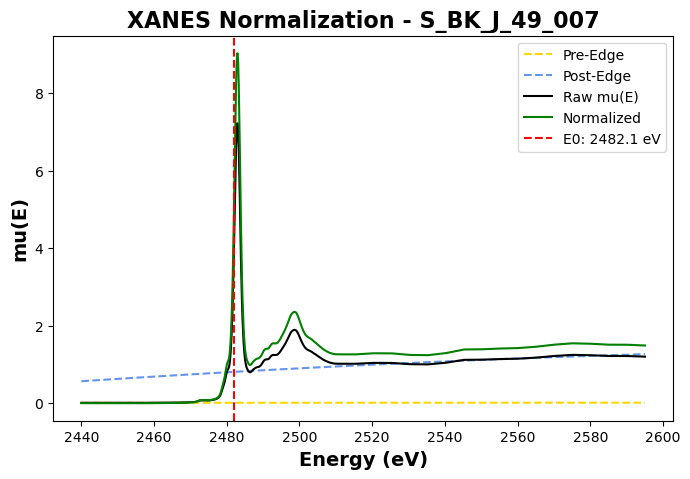 XANES Normalization - S_BK_J_49_007
Pre-Edge
Post-Edge
Raw mu(E)
Normalized
E0: 2482.1 eV
mu(E)
8
6
4
2
0
2440 2460 2480 2500 2520 2540 2560 2580 2600
Energy (eV)